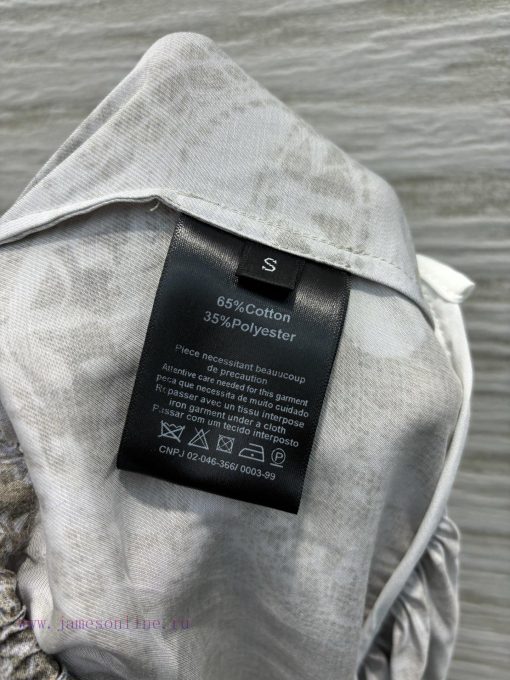 S
65%Cotton
35%Polyester
Piece necessitant beauucoup
de precaution
Attentive care needed for this garment
peça que necessita de muito cuidado
Repasser avec un tissu interpose
iron garment under a cloth
Passar com um tecido interposto
P
CNPJ 02-046-366/ 0003-99
www.jamesonline.ru